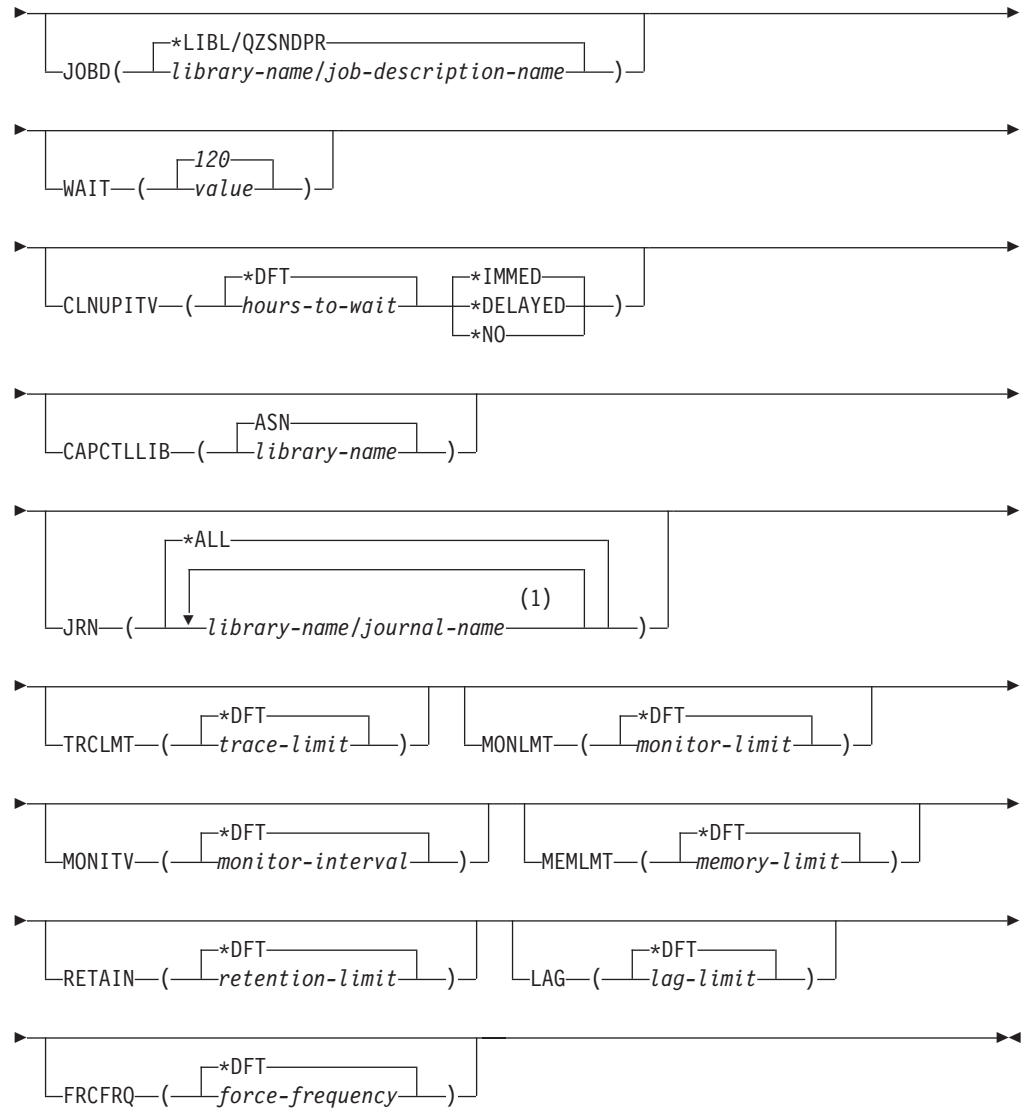 *LIBL/QZSNDPR
JOBD( library-name/job-description-name )
120
WAIT ( value )
*DFT *IMMED
CLNUPITV ( hours-to-wait *DELAYED )
*NO
ASN
CAPCTLLIB ( library-name )
*ALL
(1)
JRN ( library-name/journal-name )
*DFT *DFT
TRCLMT ( trace-limit ) MONLMT ( monitor-limit )
*DFT *DFT
MONITV ( monitor-interval ) MEMLMT ( memory-limit )
*DFT *DFT
RETAIN ( retention-limit ) LAG ( lag-limit )
*DFT
FRCFRQ ( force-frequency )